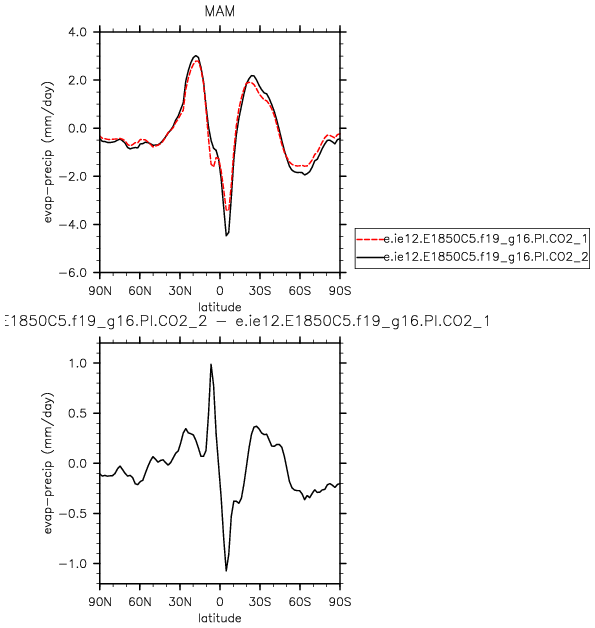 MAM
4.0
2.0
0.0
−2.0
−4.0
−6.0
evap−precip (mm/day)
90N 60N 30N 0 30S 60S 90S
latitude
e.ie12.E1850C5.f19_g16.PI.CO2_1
e.ie12.E1850C5.f19_g16.PI.CO2_2
E1850C5.f19_g16.PI.CO2_2 − e.ie12.E1850C5.f19_g16.PI.CO2_1
1.0
0.5
0.0
−0.5
−1.0
evap−precip (mm/day)
90N 60N 30N 0 30S 60S 90S
latitude